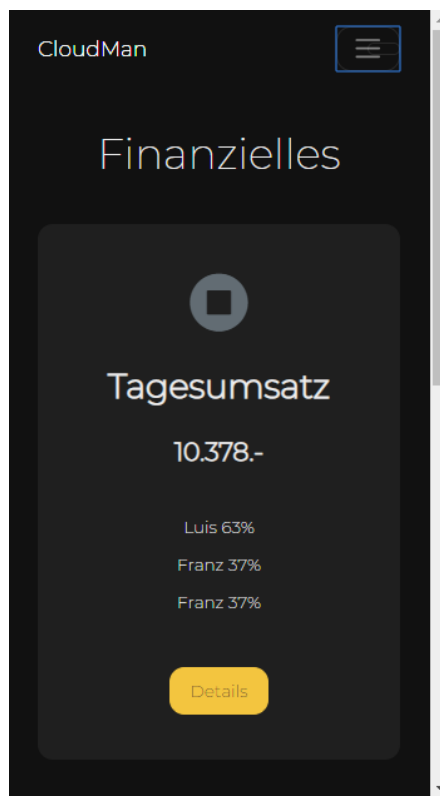 CloudMan
Finanzielles
Tagesumsatz
10.378.-
Luis 63%
Franz 37%
Franz 37%
Details